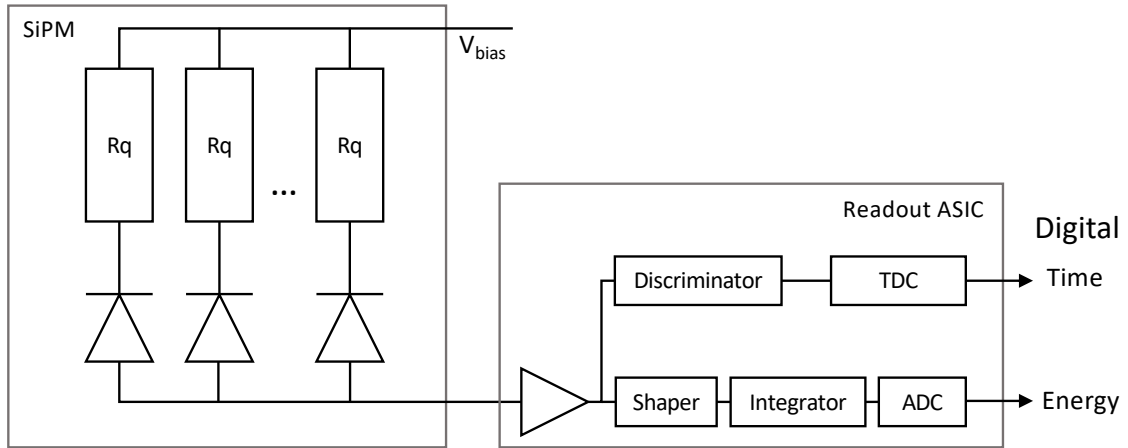 SiPM
V_bias
Rq
Rq
Rq
...
Readout ASIC
Digital
Discriminator
TDC
Time
Shaper
Integrator
ADC
Energy